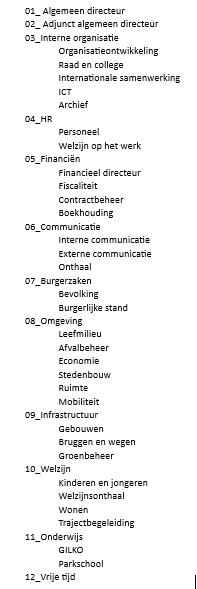 01_ Algemeen directeur
02_ Adjunct algemeen directeur
03_Interne organisatie
Organisatieontwikkeling
Raad en college
Internationale samenwerking
ICT
Archief
04_HR
Personeel
Welzijn op het werk
05_Financiën
Financieel directeur
Fiscaliteit
Contractbeheer
Boekhouding
06_Communicatie
Interne communicatie
Externe communicatie
Onthaal
07_Burgerzaken
Bevolking
Burgerlijke stand
08_Omgeving
Leefmilieu
Afvalbeheer
Economie
Stedenbouw
Ruimte
Mobiliteit
09_Infrastructuur
Gebouwen
Bruggen en wegen
Groenbeheer
10_Welzijn
Kinderen en jongeren
Welzijnsonthaal
Wonen
Trajectbegeleiding
11_Onderwijs
GILKO
Parkschool
12_Vrije tijd